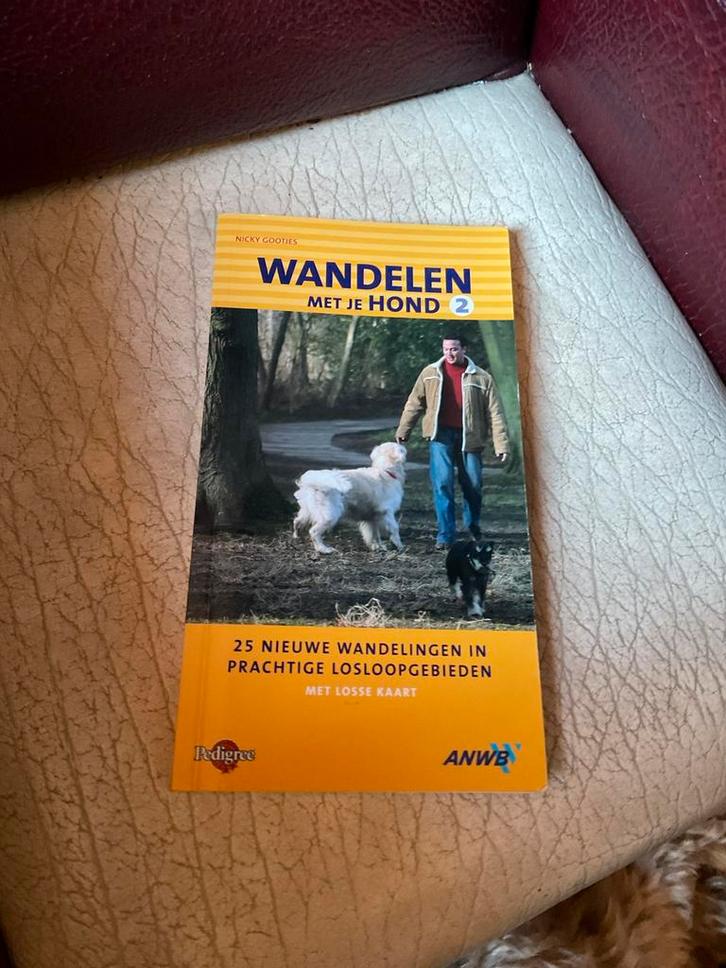 NICKY GOOTJES
WANDELEN
MET JE HOND 2
25 NIEUWE WANDELINGEN IN
PRACHTIGE LOSLOOPGEBIEDEN
MET LOSSE KAART
Pedigree
ANWB